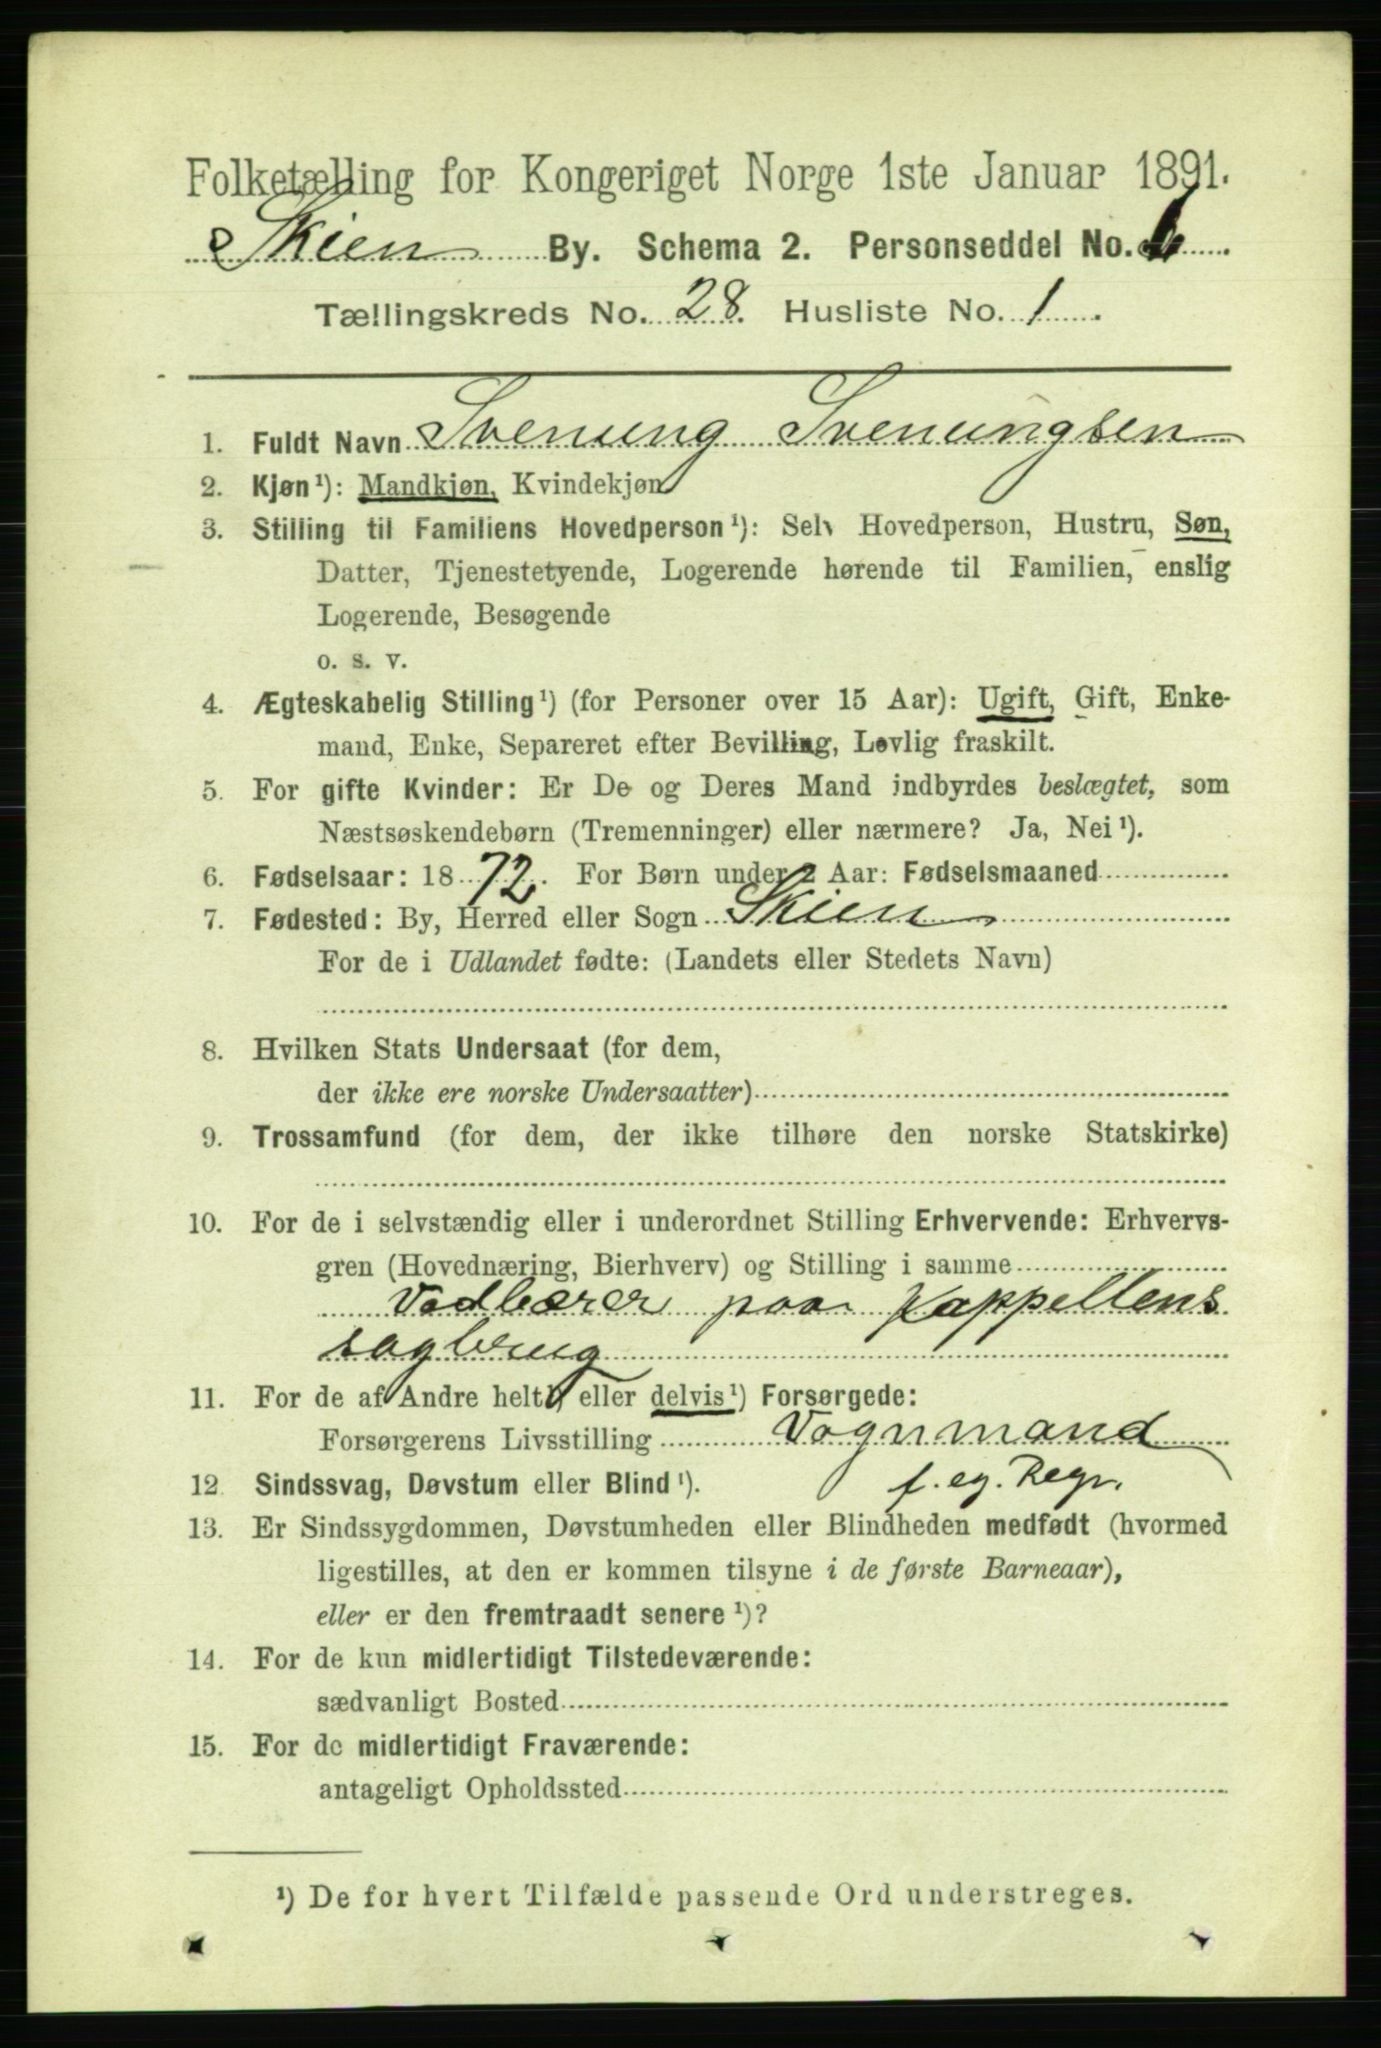 Folketælling for Kongeriget Norge 1ste Januar 1891.
Skien By. Schema 2. Personseddel No.
Tællingskreds No. 28. Husliste No. 1.
1. Fuldt Navn Svenung Svenungsen
2. Kjøn¹): Mandkjøn, Kvindekjøn
3. Stilling til Familiens Hovedperson¹): Selv Hovedperson, Hustru, Søn,
Datter, Tjenestetyende, Logerende hørende til Familien, enslig
Logerende, Besøgende
o. s. v.
4. Ægteskabelig Stilling¹) (for Personer over 15 Aar): Ugift, Gift, Enke-
mand, Enke, Separeret efter Bevilling, Lovlig fraskilt.
5. For gifte Kvinder: Er De og Deres Mand indbyrdes beslægtet, som
Næstsøskendebørn (Tremenninger) eller nærmere? Ja, Nei¹).
6. Fødselsaar: 1872. For Børn under 2 Aar: Fødselsmaaned
7. Fødested: By, Herred eller Sogn Skien
For de i Udlandet fødte: (Landets eller Stedets Navn)
8. Hvilken Stats Undersaat (for dem,
der ikke ere norske Undersaatter)
9. Trossamfund (for dem, der ikke tilhøre den norske Statskirke)
10. For de i selvstændig eller i underordnet Stilling Erhvervende: Erhvervs-
gren (Hovednæring, Bierhverv) og Stilling i samme
Vedbærer paa Kappellens
sagbrug
11. For de af Andre helt eller delvis¹) Forsørgede:
Forsørgerens Livsstilling Vognmand
f. eg. Regn.
12. Sindssvag, Døvstum eller Blind¹).
13. Er Sindssygdommen, Døvstumheden eller Blindheden medfødt (hvormed
ligestilles, at den er kommen tilsyne i de første Barneaar),
eller er den fremtraadt senere¹)?
14. For de kun midlertidigt Tilstedeværende:
sædvanligt Bosted
15. For de midlertidigt Fraværende:
antageligt Opholdssted
¹) De for hvert Tilfælde passende Ord understreges.